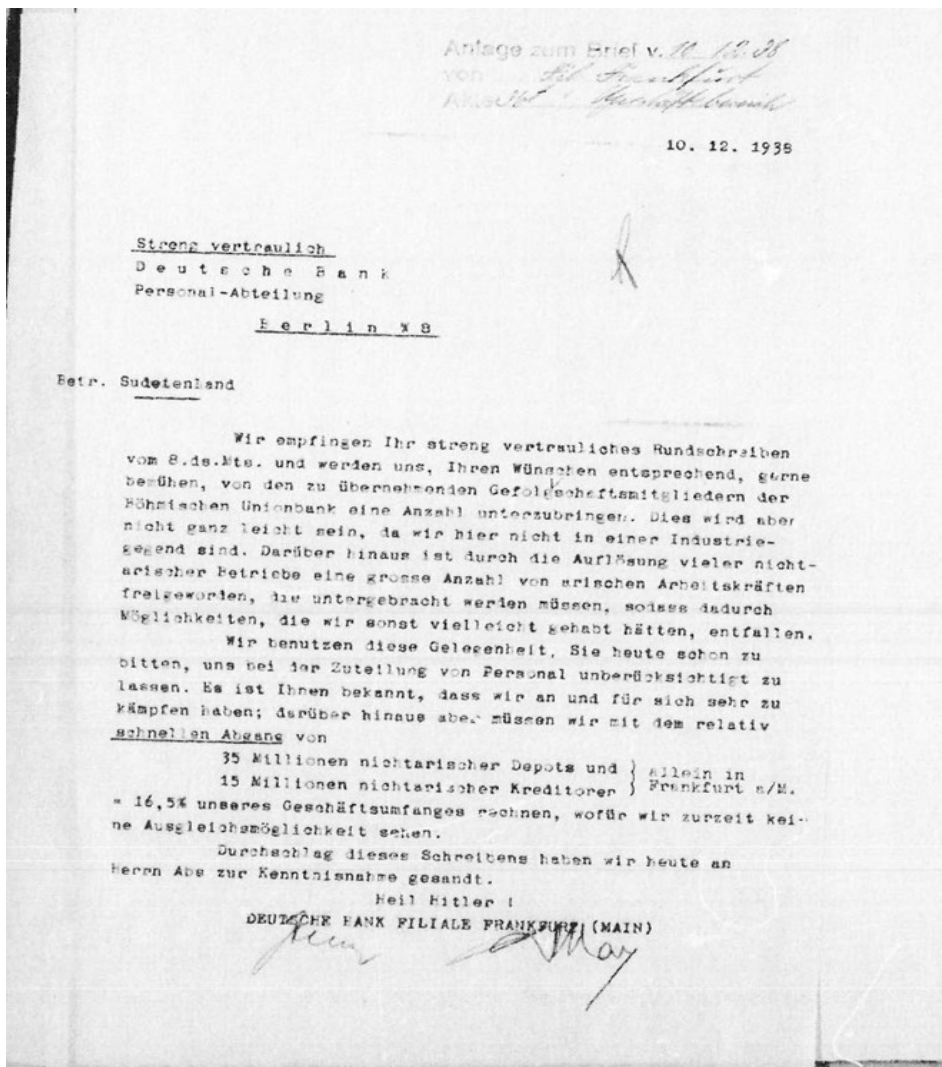 Anlage zum Brief v. 10.12.38
von Fil. Frankfurt
Akte
10. 12. 1938
Streng vertraulich
Deutsche Bank
Personal-Abteilung
Berlin W 8
Betr. Sudetenland
Wir empfingen Ihr streng vertrauliches Rundschreiben
vom 8.ds.Mts. und werden uns, Ihren Wünschen entsprechend, gerne
bemühen, von den zu übernehmenden Gefolgschaftsmitgliedern der
Böhmischen Unionbank eine Anzahl unterzubringen. Dies wird aber
nicht ganz leicht sein, da wir hier nicht in einer Industrie-
gegend sind. Darüber hinaus ist durch die Auflösung vieler nicht-
arischer Betriebe eine grosse Anzahl von arischen Arbeitskräften
freigeworden, die untergebracht werden müssen, sodass dadurch
Möglichkeiten, die wir sonst vielleicht gehabt hätten, entfallen.
Wir benutzen diese Gelegenheit, Sie heute schon zu
bitten, uns bei der Zuteilung von Personal unberücksichtigt zu
lassen. Es ist Ihnen bekannt, dass wir an und für sich sehr zu
kämpfen haben; darüber hinaus aber müssen wir mit dem relativ
schnellen Abgang von
35 Millionen nichtarischer Depots und } allein in
15 Millionen nichtarischer Kreditoren } Frankfurt a/M.
= 16,5% unseres Geschäftsumfanges rechnen, wofür wir zurzeit kei-
ne Ausgleichsmöglichkeit sehen.
Durchschlag dieses Schreibens haben wir heute an
Herrn Abs zur Kenntnisnahme gesandt.
Heil Hitler !
DEUTSCHE BANK FILIALE FRANKFURT (MAIN)
May